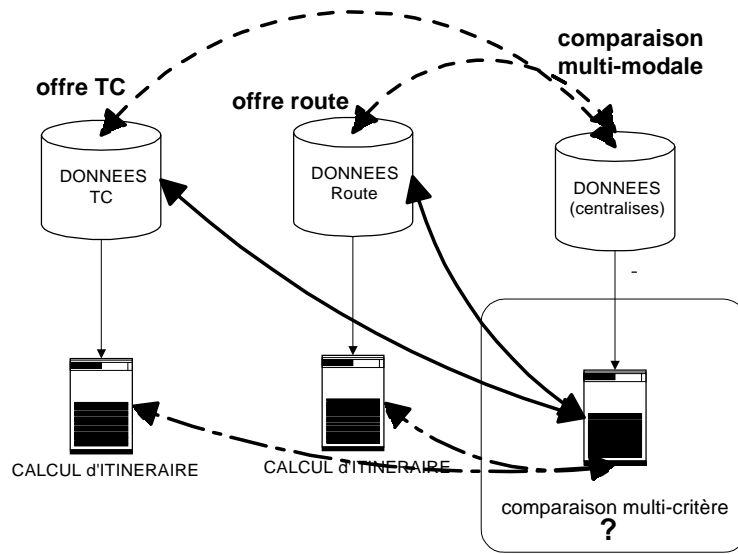 comparaison
multi-modale
offre TC
offre route
DONNEES
TC
DONNEES
Route
DONNEES
(centralises)
-
CALCUL d'ITINERAIRE
CALCUL d'ITINERAIRE
comparaison multi-critère
?